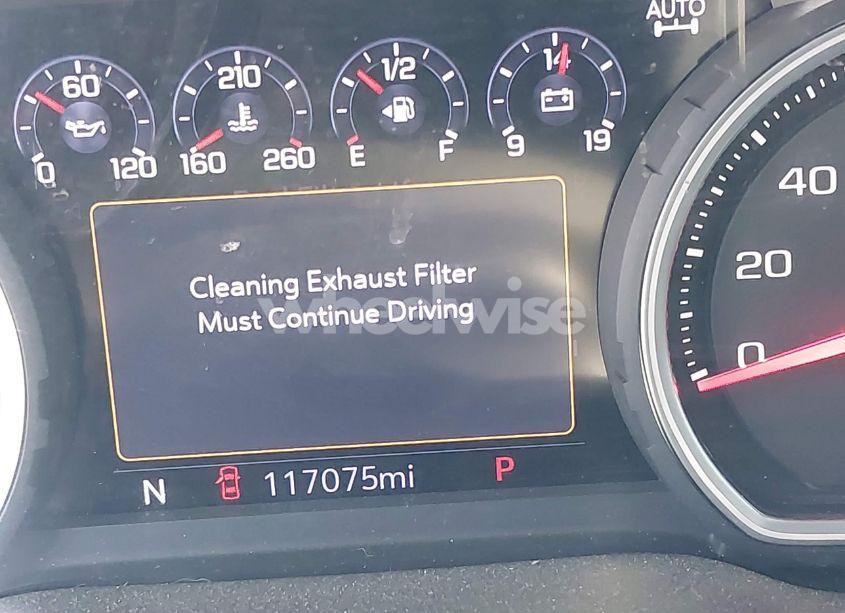 AUTO
60
0 120
210
160 260
1/2
E F
14
9 19
40
20
0
Cleaning Exhaust Filter
Must Continue Driving
wheelwise
N 117075mi P